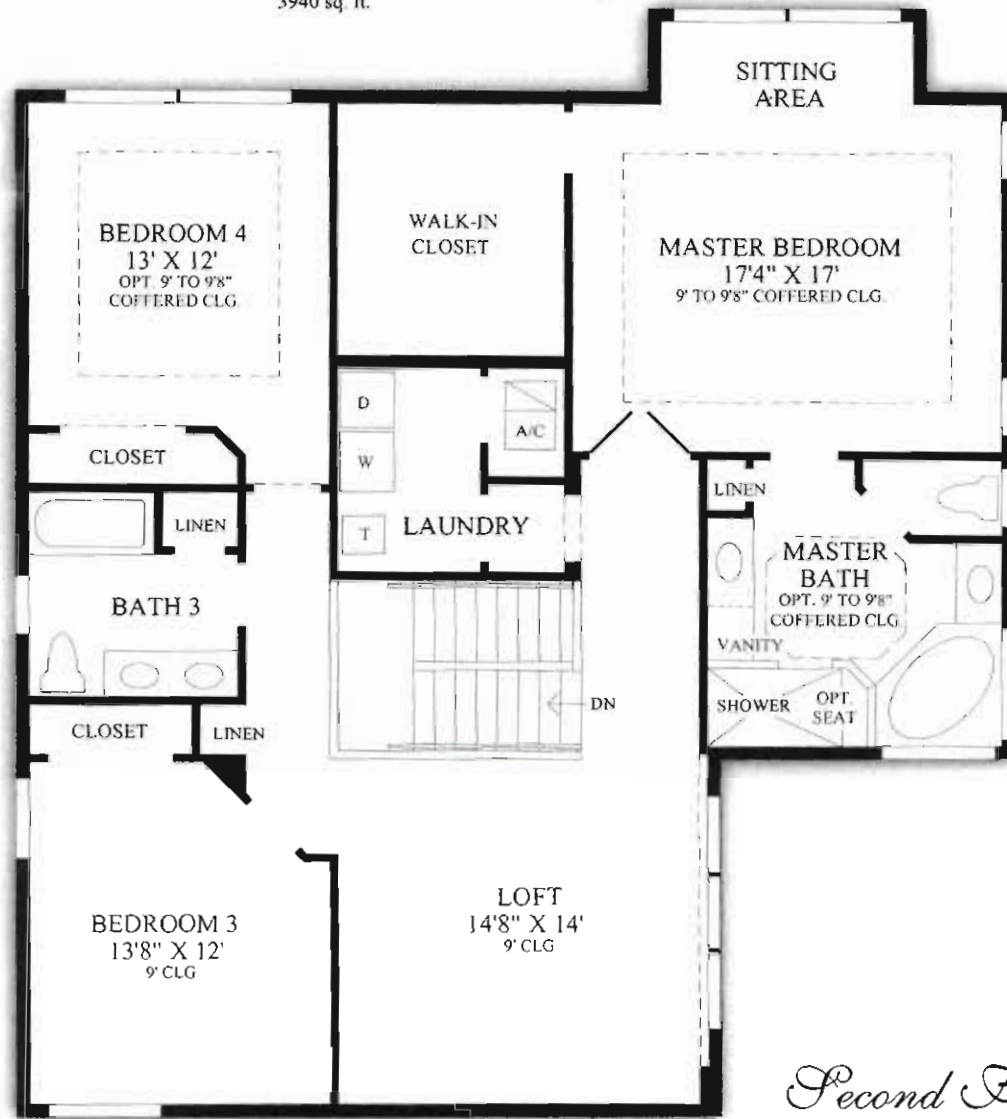 3940 sq. ft.
SITTING
AREA
BEDROOM 4
13' X 12'
OPT. 9' TO 9'8"
COFFERED CLG
WALK-IN
CLOSET
MASTER BEDROOM
17'4" X 17'
9' TO 9'8" COFFERED CLG
CLOSET
D
W
T
A/C
LAUNDRY
LINEN
BATH 3
LINEN
MASTER
BATH
OPT. 9' TO 9'8"
COFFERED CLG
VANITY
SHOWER
OPT.
SEAT
DN
CLOSET
LINEN
BEDROOM 3
13'8" X 12'
9' CLG
LOFT
14'8" X 14'
9' CLG
Second